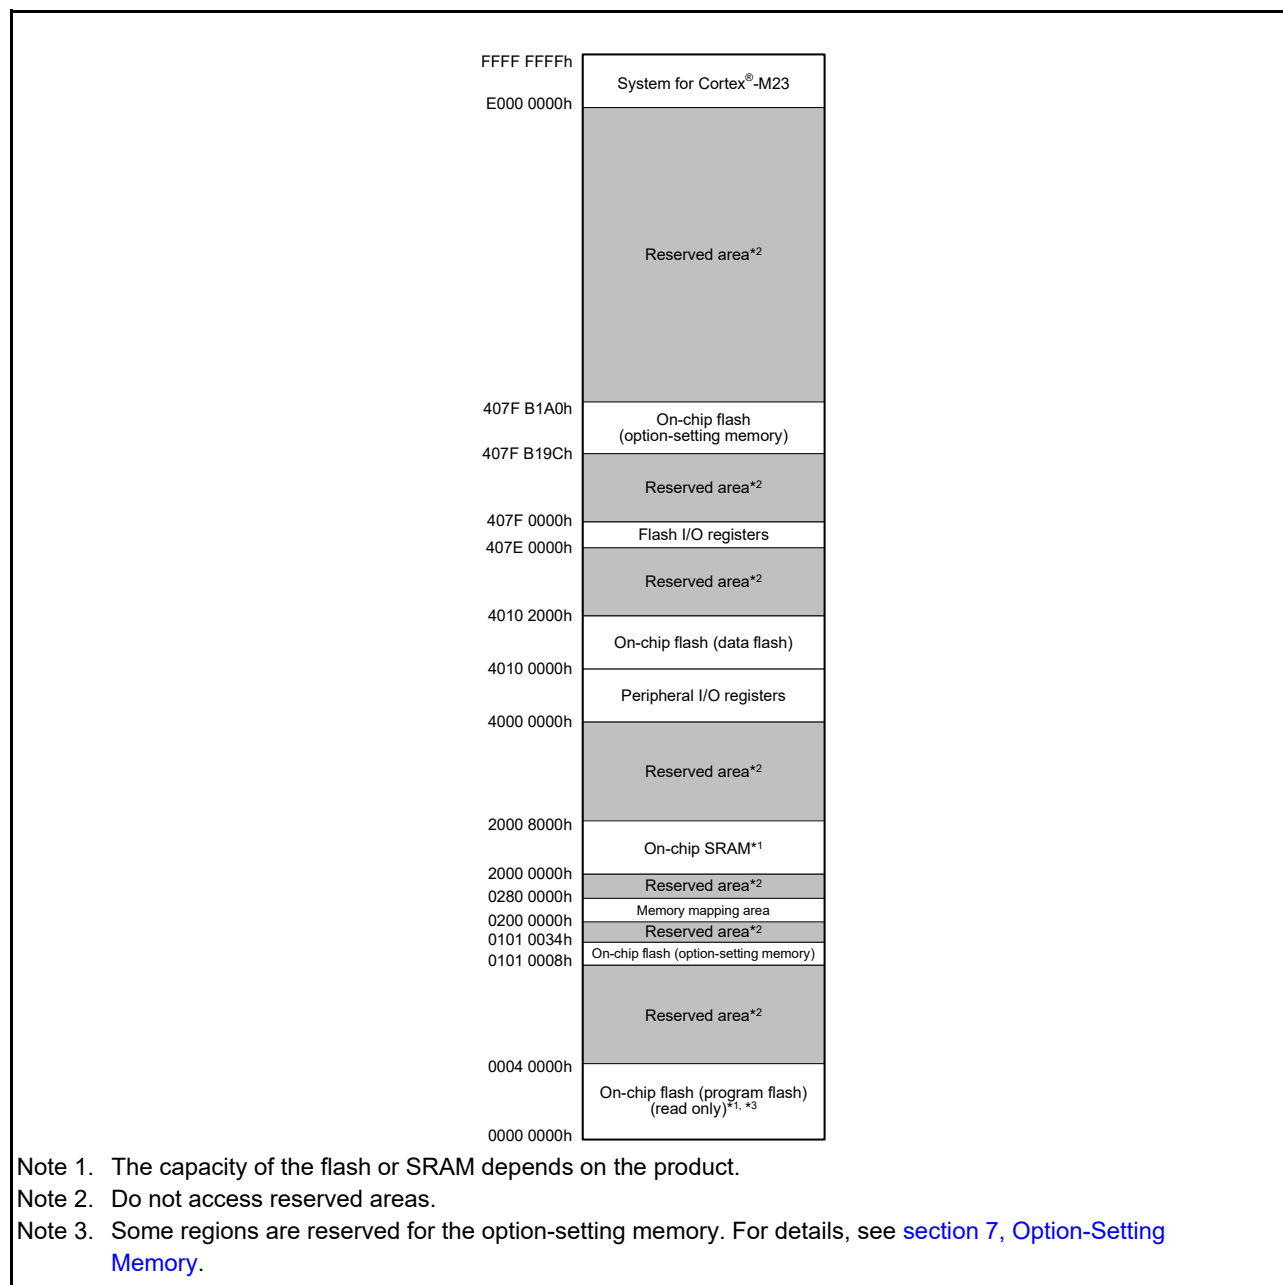 FFFF FFFFh
System for Cortex®-M23
E000 0000h
Reserved area*2
407F B1A0h
On-chip flash
(option-setting memory)
407F B19Ch
Reserved area*2
407F 0000h
Flash I/O registers
407E 0000h
Reserved area*2
4010 2000h
On-chip flash (data flash)
4010 0000h
Peripheral I/O registers
4000 0000h
Reserved area*2
2000 8000h
On-chip SRAM*1
2000 0000h
Reserved area*2
0280 0000h
Memory mapping area
0200 0000h
Reserved area*2
0101 0034h
On-chip flash (option-setting memory)
0101 0008h
Reserved area*2
0004 0000h
On-chip flash (program flash)
(read only)*1, *3
0000 0000h
Note 1. The capacity of the flash or SRAM depends on the product.
Note 2. Do not access reserved areas.
Note 3. Some regions are reserved for the option-setting memory. For details, see section 7, Option-Setting
Memory.